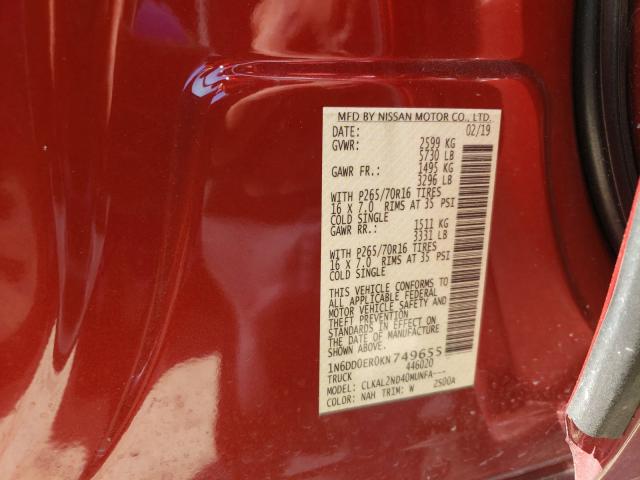 MFD BY NISSAN MOTOR CO., LTD.
DATE: 02/19
GVWR: 2599 KG
5730 LB
GAWR FR.: 1495 KG
3296 LB
WITH P265/70R16 TIRES
16 X 7.0 RIMS AT 35 PSI
COLD SINGLE
GAWR RR.: 1511 KG
3331 LB
WITH P265/70R16 TIRES
16 X 7.0 RIMS AT 35 PSI
COLD SINGLE
THIS VEHICLE CONFORMS TO
ALL APPLICABLE FEDERAL
MOTOR VEHICLE SAFETY AND
THEFT PREVENTION
STANDARDS IN EFFECT ON
THE DATE OF MANUFACTURE
SHOWN ABOVE.
1N6DD0ER0KN749655
446020
TRUCK
MODEL: CLKAL2ND40MUNFA---
COLOR: NAH TRIM: W 2500A